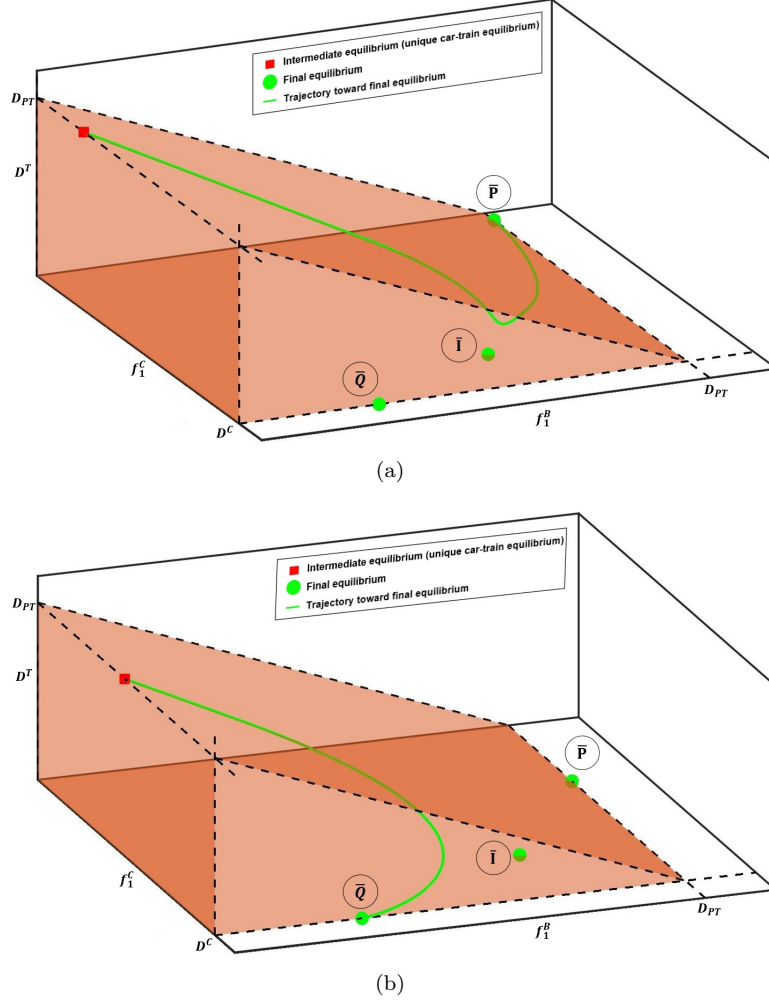 Intermediate equilibrium (unique car-train equilibrium)
Final equilibrium
Trajectory toward final equilibrium
D_PT
D^T
P̅
f_1^C
I̅
Q̅
D_PT
D^C
f_1^B
(a)
Intermediate equilibrium (unique car-train equilibrium)
Final equilibrium
Trajectory toward final equilibrium
D_PT
D^T
P̅
f_1^C
I̅
Q̅
D_PT
D^C
f_1^B
(b)